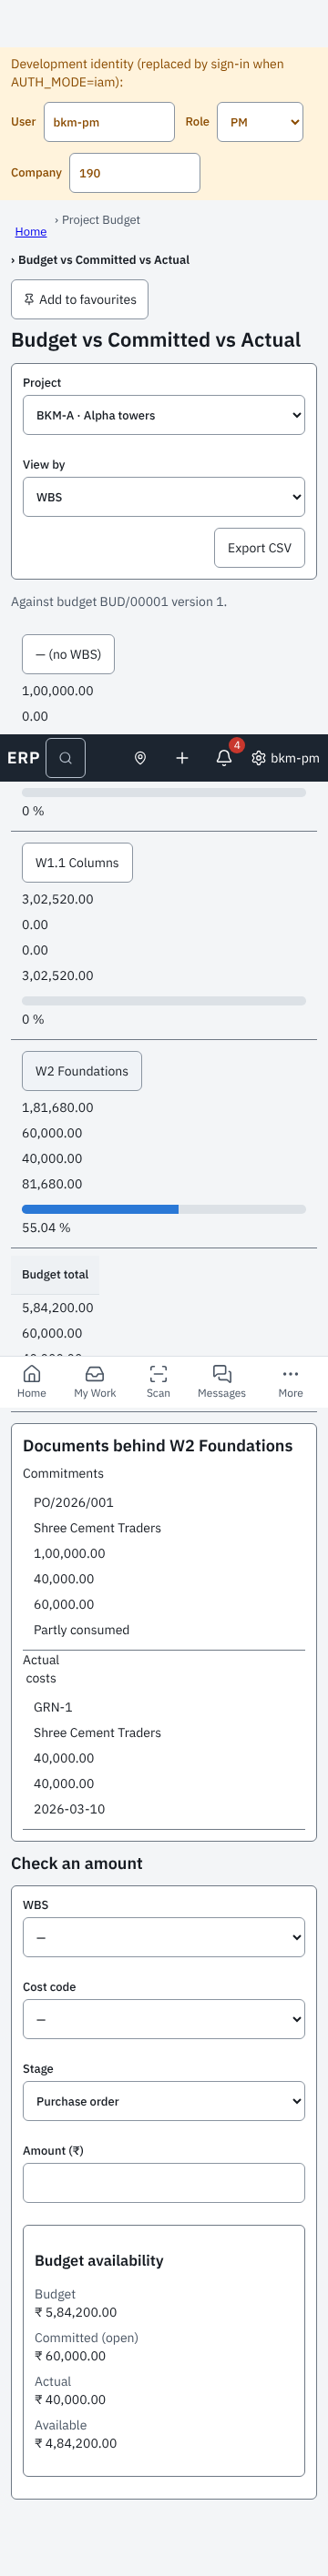 Development identity (replaced by sign-in when
AUTH_MODE=iam):
User bkm-pm Role PM
Company 190
Home › Project Budget
› Budget vs Committed vs Actual
Add to favourites
Budget vs Committed vs Actual
Project
BKM-A · Alpha towers
View by
WBS
Export CSV
Against budget BUD/00001 version 1.
— (no WBS)
1,00,000.00
0.00
ERP 4 bkm-pm
0 %
W1.1 Columns
3,02,520.00
0.00
0.00
3,02,520.00
0 %
W2 Foundations
1,81,680.00
60,000.00
40,000.00
81,680.00
55.04 %
Budget total
5,84,200.00
60,000.00
Home My Work Scan Messages More
Documents behind W2 Foundations
Commitments
PO/2026/001
Shree Cement Traders
1,00,000.00
40,000.00
60,000.00
Partly consumed
Actual
costs
GRN-1
Shree Cement Traders
40,000.00
40,000.00
2026-03-10
Check an amount
WBS
—
Cost code
—
Stage
Purchase order
Amount (₹)
Budget availability
Budget
₹ 5,84,200.00
Committed (open)
₹ 60,000.00
Actual
₹ 40,000.00
Available
₹ 4,84,200.00